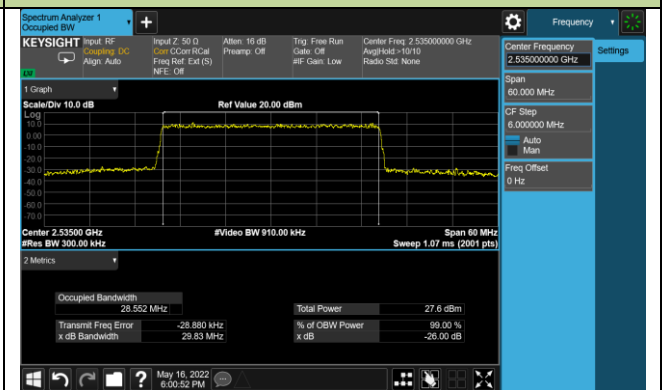 Spectrum Analyzer 1
Occupied BW
+
Frequency
KEYSIGHT
Input: RF
Coupling: DC
Align: Auto
Input Z: 50 Ω
Corr CCorr RCal
Freq Ref: Ext (S)
NFE: Off
Atten: 16 dB
Preamp: Off
Trig: Free Run
Gate: Off
#IF Gain: Low
Center Freq: 2.535000000 GHz
Avg|Hold:>10/10
Radio Std: None
Center Frequency
2.535000000 GHz
Settings
Span
60.000 MHz
CF Step
6.000000 MHz
Auto
Man
Freq Offset
0 Hz
1 Graph
Scale/Div 10.0 dB
Ref Value 20.00 dBm
Log
10.0
0.00
-10.0
-20.0
-30.0
-40.0
-50.0
-60.0
-70.0
Center 2.53500 GHz
#Video BW 910.00 kHz
Span 60 MHz
#Res BW 300.00 kHz
Sweep 1.07 ms (2001 pts)
2 Metrics
Occupied Bandwidth
28.552 MHz
Total Power
27.6 dBm
Transmit Freq Error
-28.880 kHz
% of OBW Power
99.00 %
x dB Bandwidth
29.83 MHz
x dB
-26.00 dB
?
May 16, 2022
6:00:52 PM